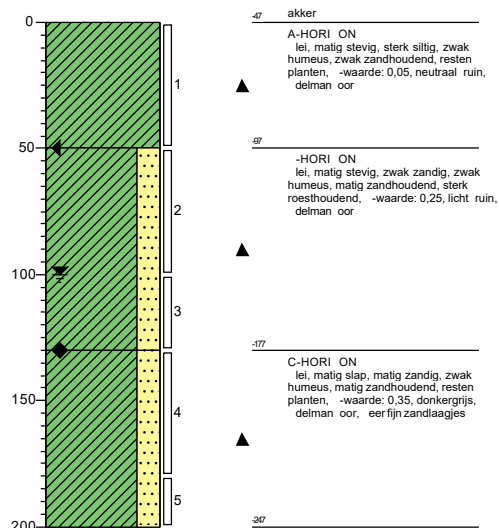 0
50
100
150
200
1
2
3
4
5
-47 akker
A-HORI ON
lei, matig stevig, sterk siltig, zwak
humeus, zwak zandhoudend, resten
planten, -waarde: 0,05, neutraal ruin,
delman oor
-97
-HORI ON
lei, matig stevig, zwak zandig, zwak
humeus, matig zandhoudend, sterk
roesthoudend, -waarde: 0,25, licht ruin,
delman oor
-177
C-HORI ON
lei, matig slap, matig zandig, zwak
humeus, matig zandhoudend, resten
planten, -waarde: 0,35, donkergrijs,
delman oor, eer fijn zandlaagjes
-247